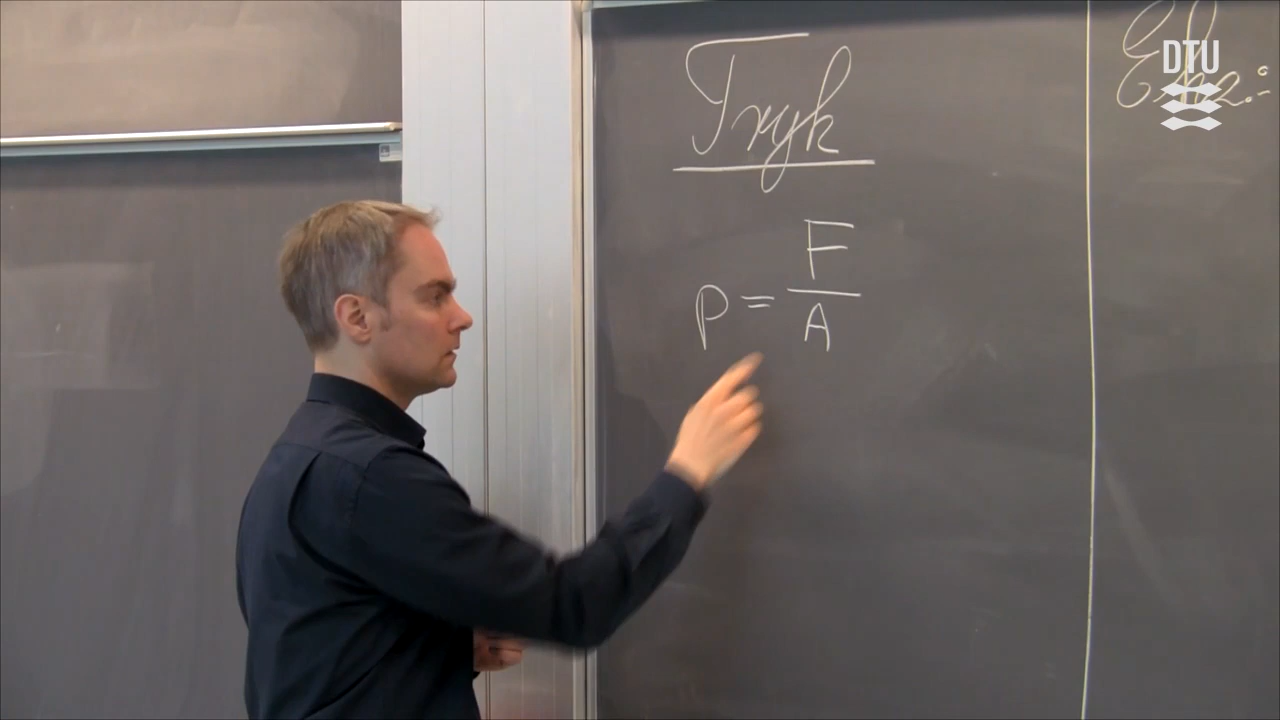 Tryk
p = F/A
DTU